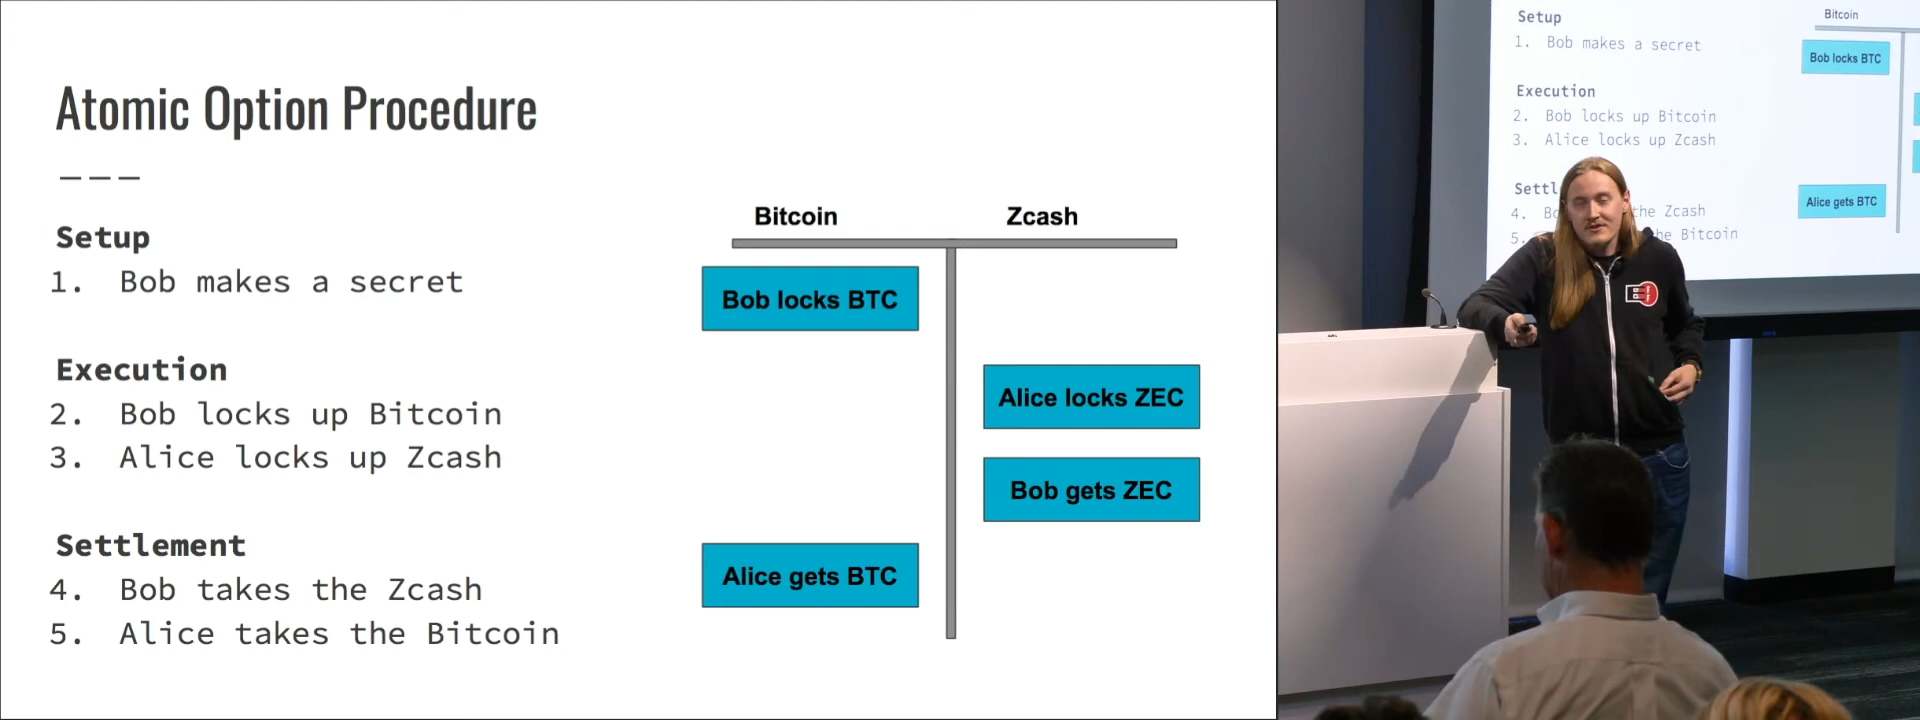 Atomic Option Procedure
Setup
1. Bob makes a secret
Execution
2. Bob locks up Bitcoin
3. Alice locks up Zcash
Settlement
4. Bob takes the Zcash
5. Alice takes the Bitcoin
Bitcoin Zcash
Bob locks BTC
Alice locks ZEC
Bob gets ZEC
Alice gets BTC
Setup
1. Bob makes a secret
Execution
2. Bob locks up Bitcoin
3. Alice locks up Zcash
4. the Zcash
5. the Bitcoin
Bitcoin
Bob locks BTC
Alice gets BTC